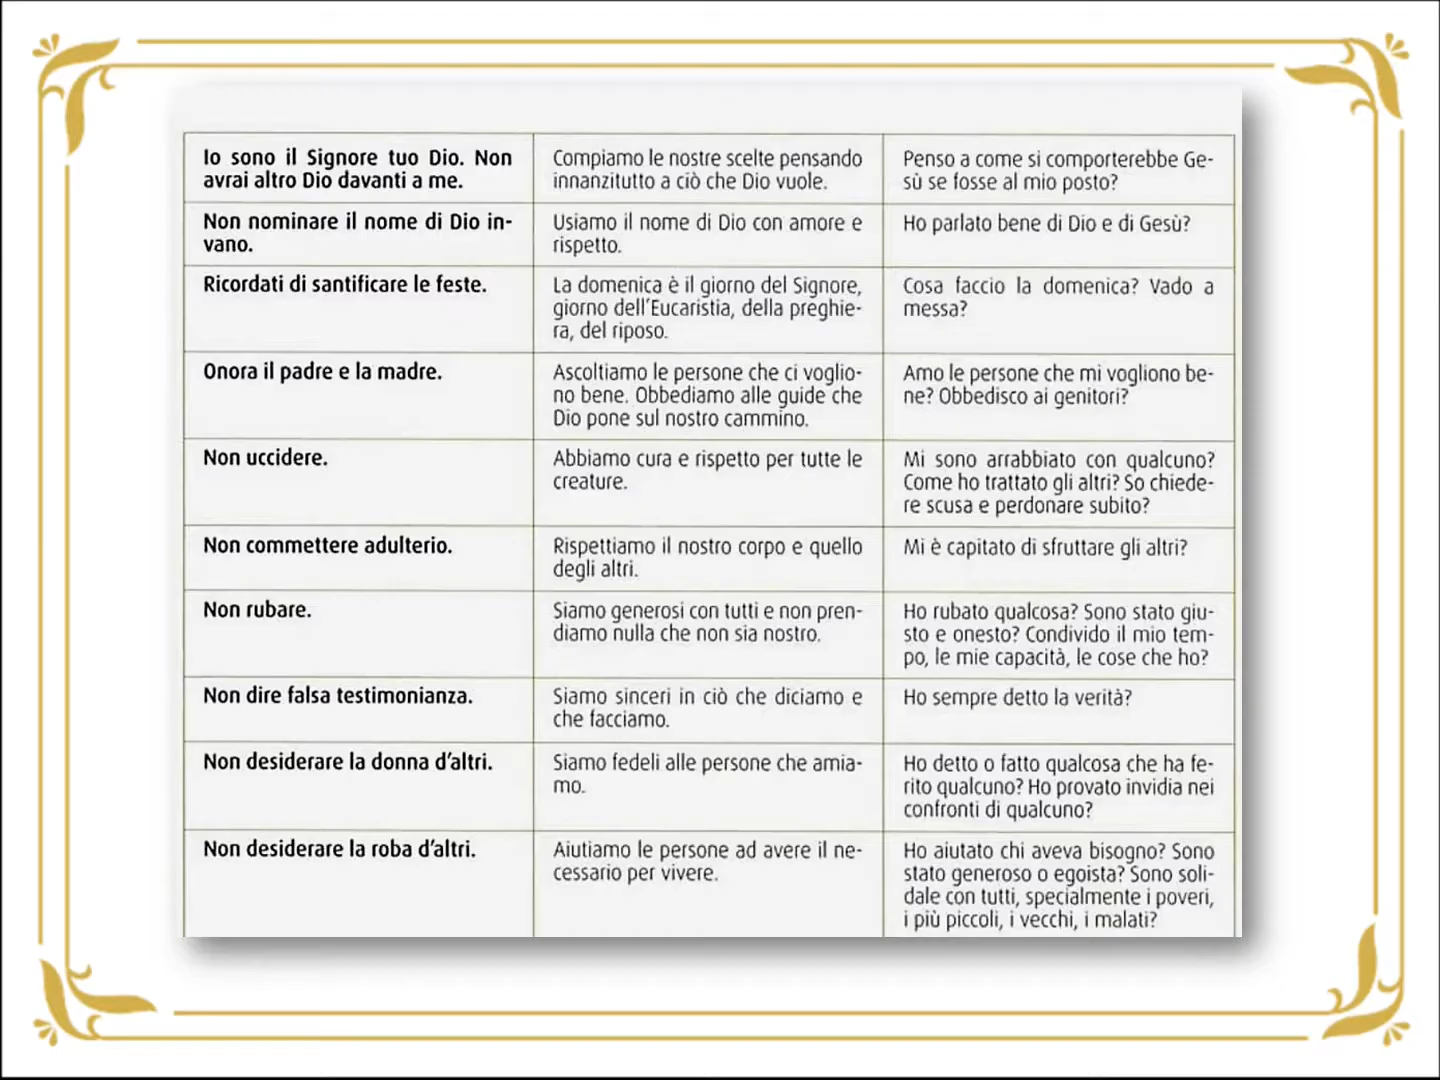 Io sono il Signore tuo Dio. Non
avrai altro Dio davanti a me.
Compiamo le nostre scelte pensando
innanzitutto a ciò che Dio vuole.
Penso a come si comporterebbe Ge-
sù se fosse al mio posto?
Non nominare il nome di Dio in-
vano.
Usiamo il nome di Dio con amore e
rispetto.
Ho parlato bene di Dio e di Gesù?
Ricordati di santificare le feste.
La domenica è il giorno del Signore,
giorno dell'Eucaristia, della preghie-
ra, del riposo.
Cosa faccio la domenica? Vado a
messa?
Onora il padre e la madre.
Ascoltiamo le persone che ci voglio-
no bene. Obbediamo alle guide che
Dio pone sul nostro cammino.
Amo le persone che mi vogliono be-
ne? Obbedisco ai genitori?
Non uccidere.
Abbiamo cura e rispetto per tutte le
creature.
Mi sono arrabbiato con qualcuno?
Come ho trattato gli altri? So chiede-
re scusa e perdonare subito?
Non commettere adulterio.
Rispettiamo il nostro corpo e quello
degli altri.
Mi è capitato di sfruttare gli altri?
Non rubare.
Siamo generosi con tutti e non pren-
diamo nulla che non sia nostro.
Ho rubato qualcosa? Sono stato giu-
sto e onesto? Condivido il mio tem-
po, le mie capacità, le cose che ho?
Non dire falsa testimonianza.
Siamo sinceri in ciò che diciamo e
che facciamo.
Ho sempre detto la verità?
Non desiderare la donna d'altri.
Siamo fedeli alle persone che amia-
mo.
Ho detto o fatto qualcosa che ha fe-
rito qualcuno? Ho provato invidia nei
confronti di qualcuno?
Non desiderare la roba d'altri.
Aiutiamo le persone ad avere il ne-
cessario per vivere.
Ho aiutato chi aveva bisogno? Sono
stato generoso o egoista? Sono soli-
dale con tutti, specialmente i poveri,
i più piccoli, i vecchi, i malati?